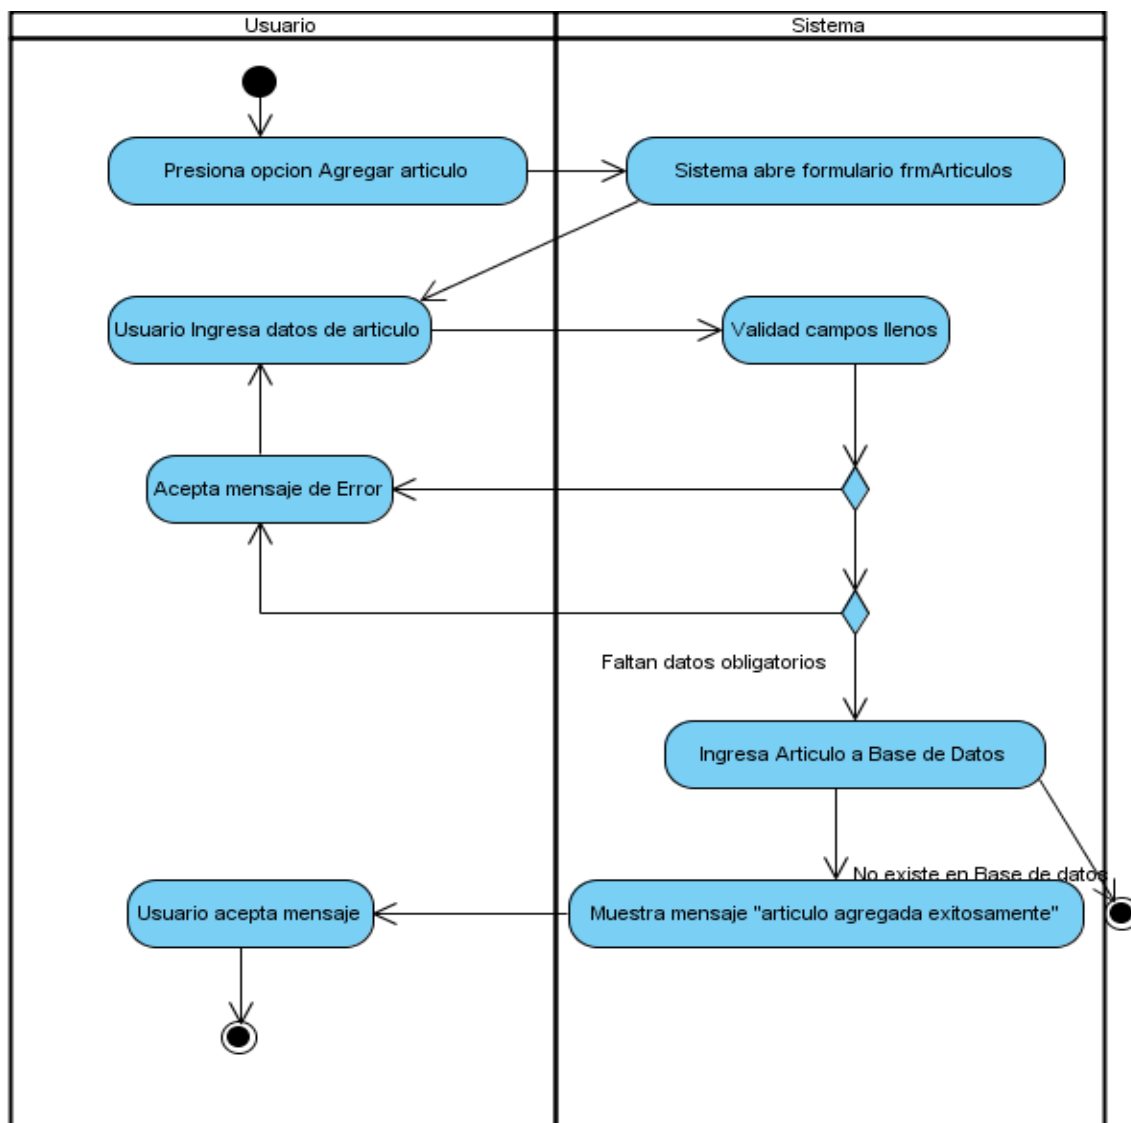 Usuario
Sistema
Presiona opcion Agregar articulo
Sistema abre formulario frmArticulos
Usuario Ingresa datos de articulo
Validad campos llenos
Acepta mensaje de Error
Faltan datos obligatorios
Ingresa Articulo a Base de Datos
No existe en Base de datos
Usuario acepta mensaje
Muestra mensaje "articulo agregada exitosamente"